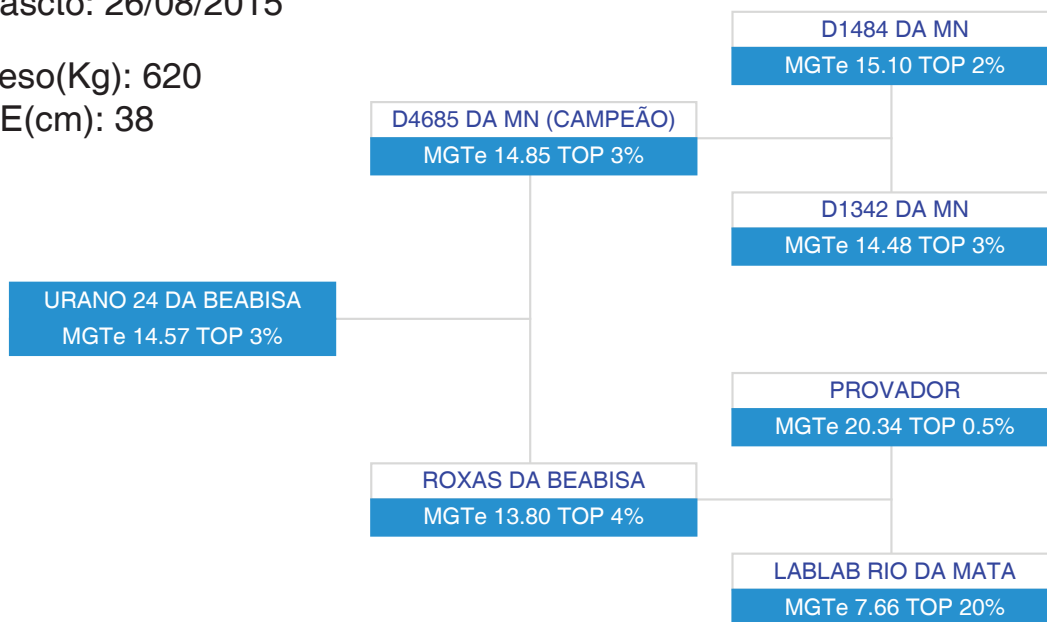 ascto: 26/08/2015
eso(Kg): 620
E(cm): 38
D1484 DA MN
MGTe 15.10 TOP 2%
D4685 DA MN (CAMPEÃO)
MGTe 14.85 TOP 3%
D1342 DA MN
MGTe 14.48 TOP 3%
URANO 24 DA BEABISA
MGTe 14.57 TOP 3%
PROVADOR
MGTe 20.34 TOP 0.5%
ROXAS DA BEABISA
MGTe 13.80 TOP 4%
LABLAB RIO DA MATA
MGTe 7.66 TOP 20%